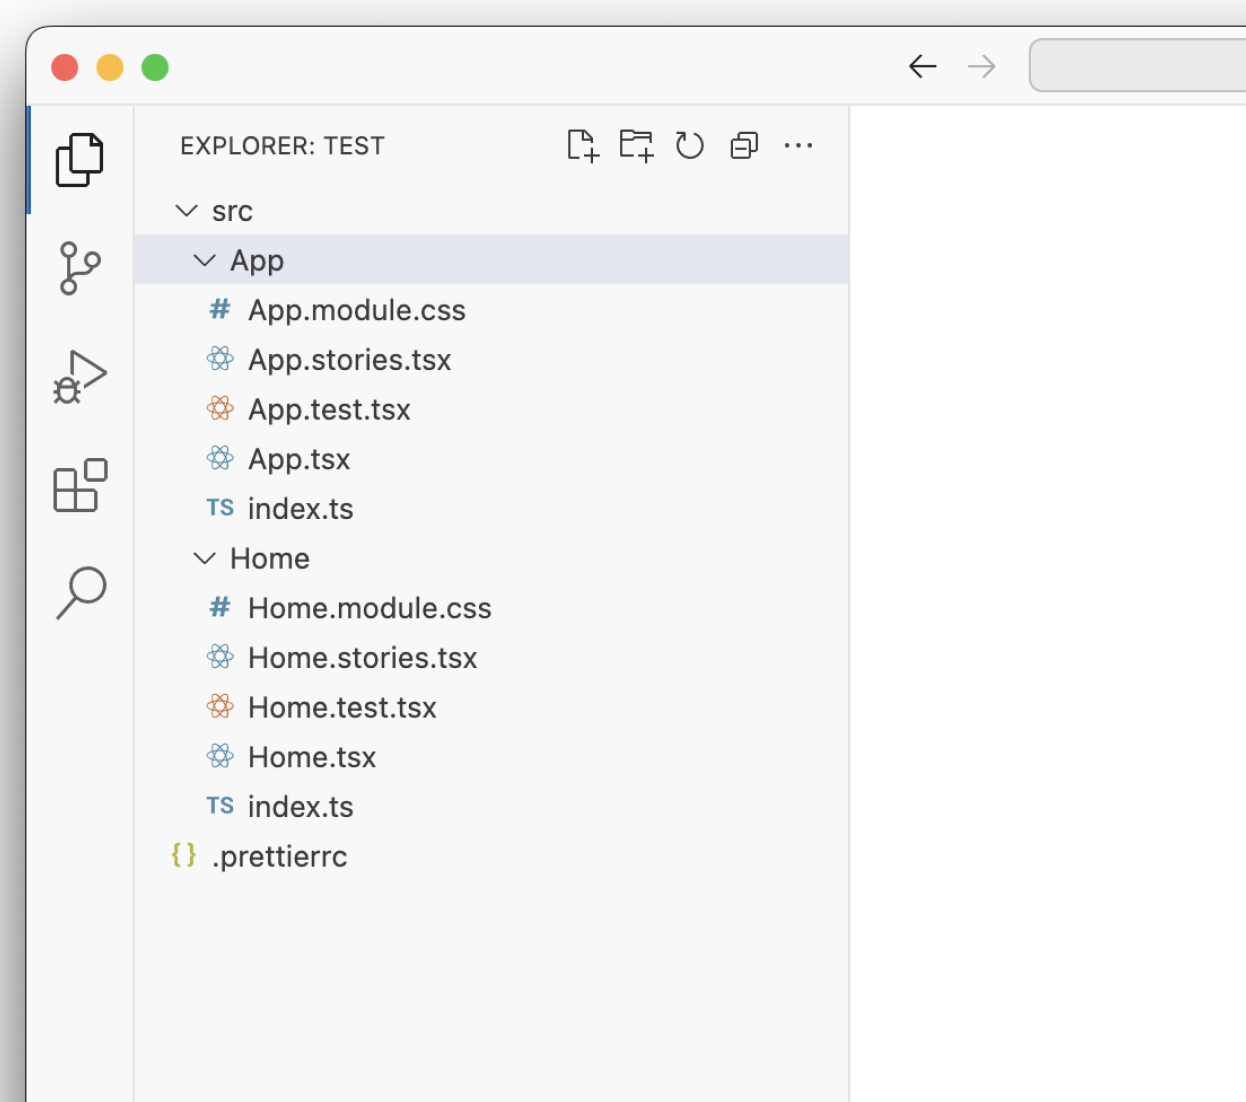 EXPLORER: TEST
src
App
# App.module.css
App.stories.tsx
App.test.tsx
App.tsx
TS index.ts
Home
# Home.module.css
Home.stories.tsx
Home.test.tsx
Home.tsx
TS index.ts
{} .prettierrc